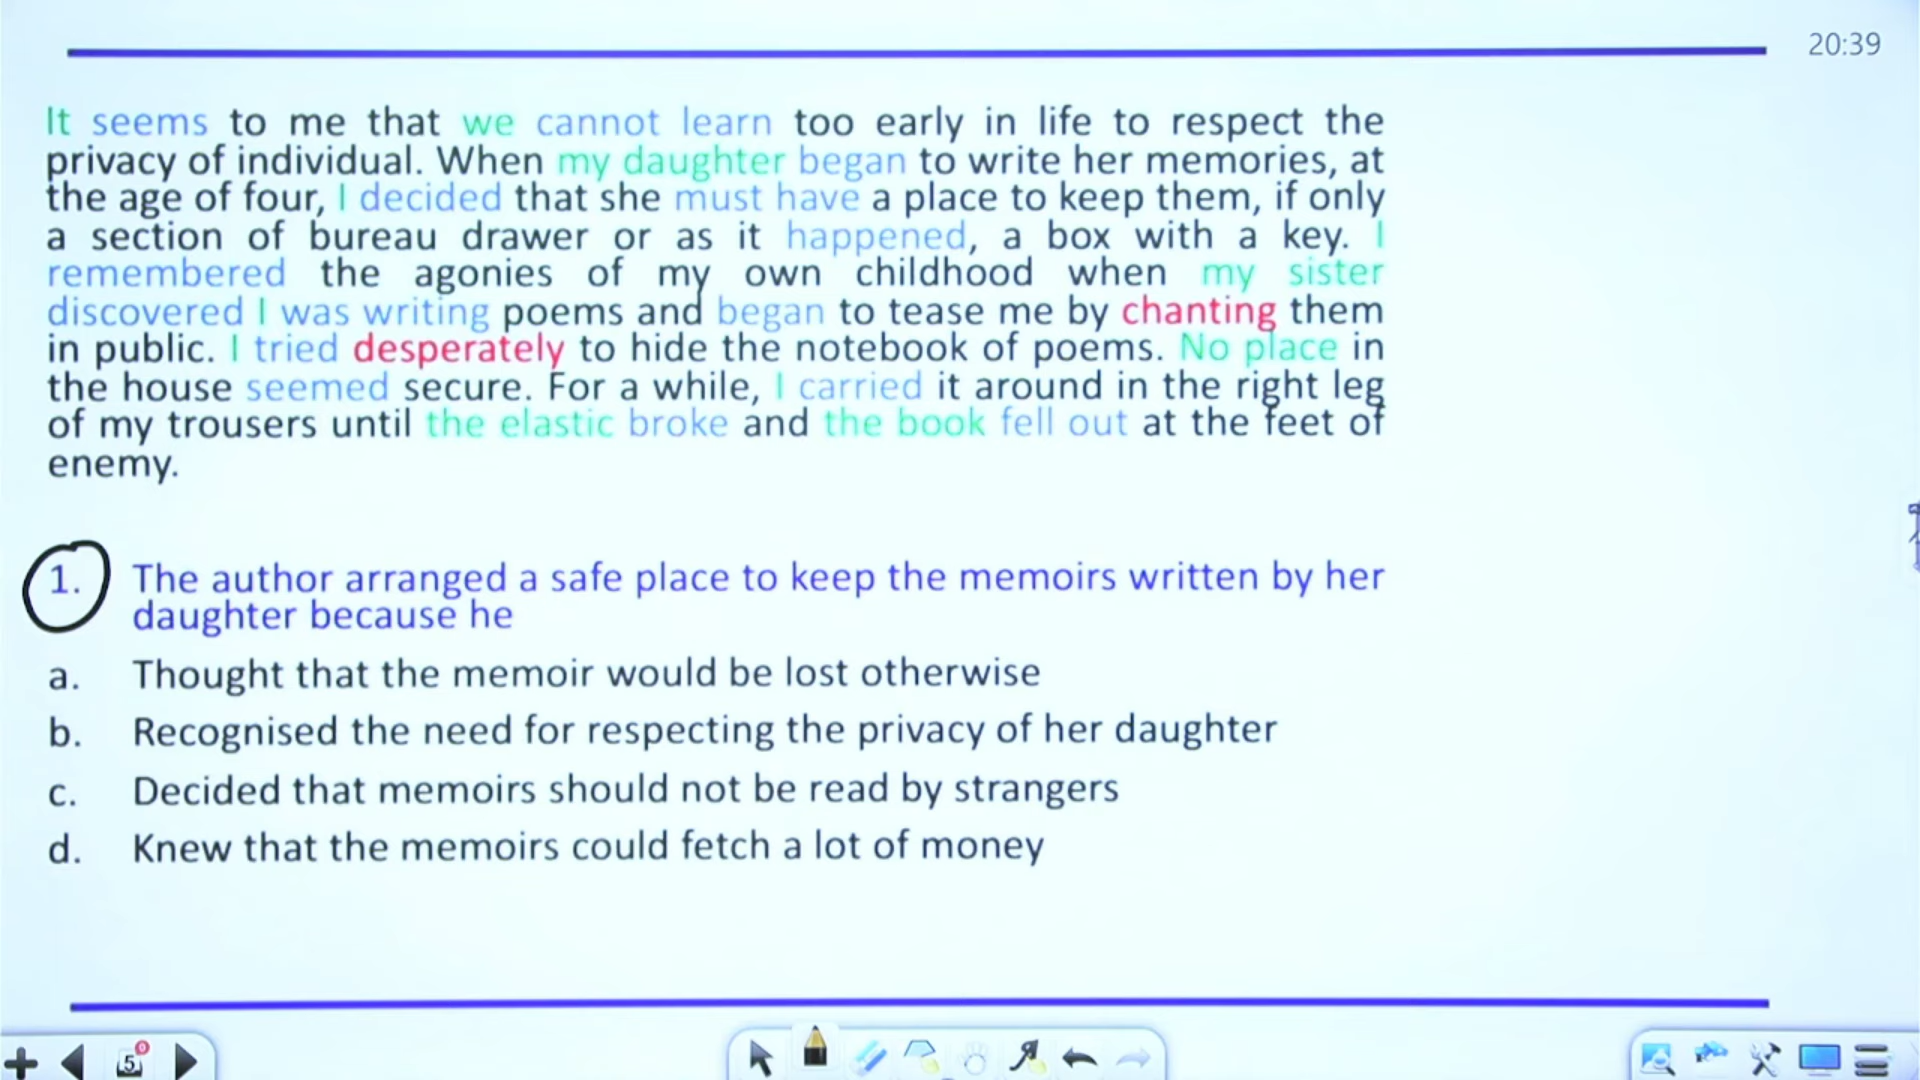 20:39
It seems to me that we cannot learn too early in life to respect the
privacy of individual. When my daughter began to write her memories, at
the age of four, I decided that she must have a place to keep them, if only
a section of bureau drawer or as it happened, a box with a key. I
remembered the agonies of my own childhood when my sister
discovered I was writing poems and began to tease me by chanting them
in public. I tried desperately to hide the notebook of poems. No place in
the house seemed secure. For a while, I carried it around in the right leg
of my trousers until the elastic broke and the book fell out at the feet of
enemy.
1. The author arranged a safe place to keep the memoirs written by her
daughter because he
a. Thought that the memoir would be lost otherwise
b. Recognised the need for respecting the privacy of her daughter
c. Decided that memoirs should not be read by strangers
d. Knew that the memoirs could fetch a lot of money
5